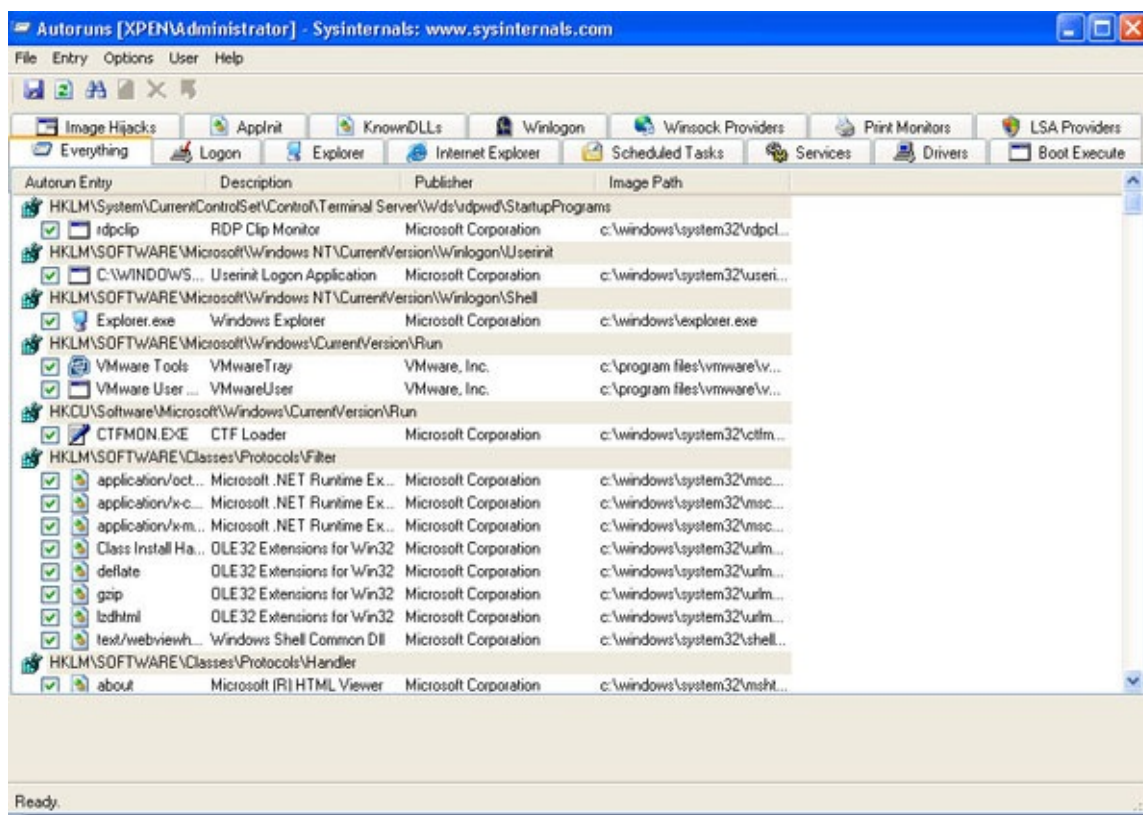 Autoruns [XPEN\Administrator] - Sysinternals: www.sysinternals.com
File Entry Options User Help
Image Hijacks AppInit KnownDLLs Winlogon Winsock Providers Print Monitors LSA Providers
Everything Logon Explorer Internet Explorer Scheduled Tasks Services Drivers Boot Execute
Autorun Entry Description Publisher Image Path
HKLM\System\CurrentControlSet\Control\Terminal Server\Wds\rdpwd\StartupPrograms
rdpclip RDP Clip Monitor Microsoft Corporation c:\windows\system32\rdpcl...
HKLM\SOFTWARE\Microsoft\Windows NT\CurrentVersion\Winlogon\Userinit
C:\WINDOWS... Userinit Logon Application Microsoft Corporation c:\windows\system32\useri...
HKLM\SOFTWARE\Microsoft\Windows NT\CurrentVersion\Winlogon\Shell
Explorer.exe Windows Explorer Microsoft Corporation c:\windows\explorer.exe
HKLM\SOFTWARE\Microsoft\Windows\CurrentVersion\Run
VMware Tools VMwareTray VMware, Inc. c:\program files\vmware\v...
VMware User ... VMwareUser VMware, Inc. c:\program files\vmware\v...
HKCU\Software\Microsoft\Windows\CurrentVersion\Run
CTFMON.EXE CTF Loader Microsoft Corporation c:\windows\system32\ctfm...
HKLM\SOFTWARE\Classes\Protocols\Filter
application/oct... Microsoft .NET Runtime Ex... Microsoft Corporation c:\windows\system32\msc...
application/x-c... Microsoft .NET Runtime Ex... Microsoft Corporation c:\windows\system32\msc...
application/x-m... Microsoft .NET Runtime Ex... Microsoft Corporation c:\windows\system32\msc...
Class Install Ha... OLE32 Extensions for Win32 Microsoft Corporation c:\windows\system32\urlm...
deflate OLE32 Extensions for Win32 Microsoft Corporation c:\windows\system32\urlm...
gzip OLE32 Extensions for Win32 Microsoft Corporation c:\windows\system32\urlm...
lzdhtml OLE32 Extensions for Win32 Microsoft Corporation c:\windows\system32\urlm...
text/webviewh... Windows Shell Common Dll Microsoft Corporation c:\windows\system32\shell...
HKLM\SOFTWARE\Classes\Protocols\Handler
about Microsoft (R) HTML Viewer Microsoft Corporation c:\windows\system32\msht...
Ready.